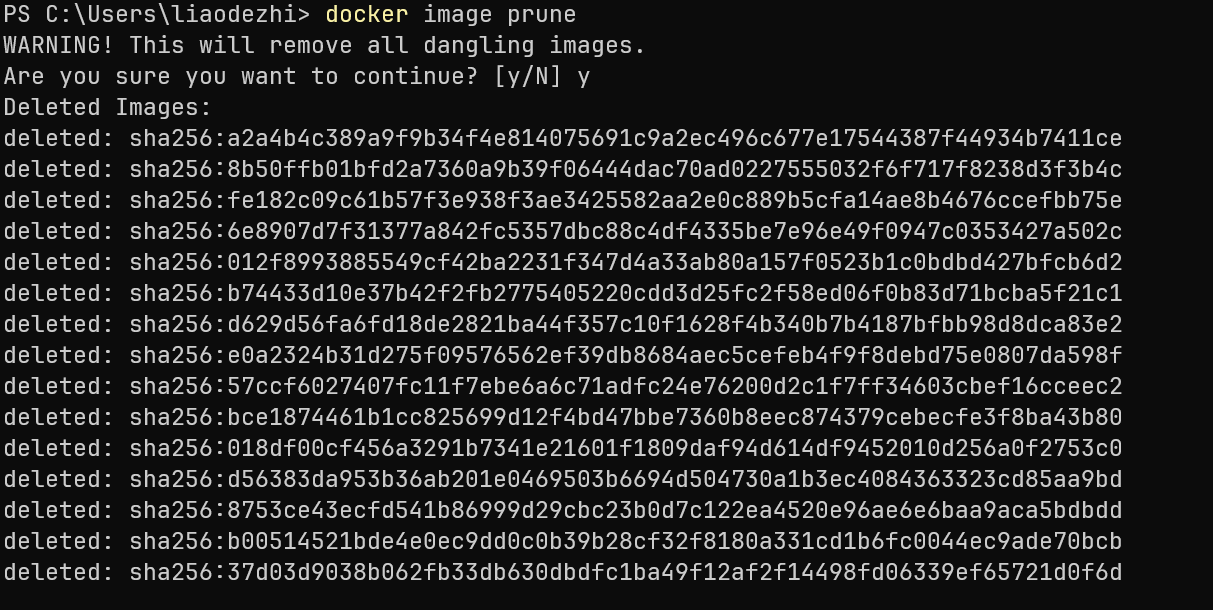 PS C:\Users\liaodezhi> docker image prune
WARNING! This will remove all dangling images.
Are you sure you want to continue? [y/N] y
Deleted Images:
deleted: sha256:a2a4b4c389a9f9b34f4e814075691c9a2ec496c677e17544387f44934b7411ce
deleted: sha256:8b50ffb01bfd2a7360a9b39f06444dac70ad0227555032f6f717f8238d3f3b4c
deleted: sha256:fe182c09c61b57f3e938f3ae3425582aa2e0c889b5cfa14ae8b4676ccefbb75e
deleted: sha256:6e8907d7f31377a842fc5357dbc88c4df4335be7e96e49f0947c0353427a502c
deleted: sha256:012f8993885549cf42ba2231f347d4a33ab80a157f0523b1c0bdbd427bfcb6d2
deleted: sha256:b74433d10e37b42f2fb2775405220cdd3d25fc2f58ed06f0b83d71bcba5f21c1
deleted: sha256:d629d56fa6fd18de2821ba44f357c10f1628f4b340b7b4187bfbb98d8dca83e2
deleted: sha256:e0a2324b31d275f09576562ef39db8684aec5cefeb4f9f8debd75e0807da598f
deleted: sha256:57ccf6027407fc11f7ebe6a6c71adfc24e76200d2c1f7ff34603cbef16cceec2
deleted: sha256:bce1874461b1cc825699d12f4bd47bbe7360b8eec874379cebecfe3f8ba43b80
deleted: sha256:018df00cf456a3291b7341e21601f1809daf94d614df9452010d256a0f2753c0
deleted: sha256:d56383da953b36ab201e0469503b6694d504730a1b3ec4084363323cd85aa9bd
deleted: sha256:8753ce43ecfd541b86999d29cbc23b0d7c122ea4520e96ae6e6baa9aca5bdbdd
deleted: sha256:b00514521bde4e0ec9dd0c0b39b28cf32f8180a331cd1b6fc0044ec9ade70bcb
deleted: sha256:37d03d9038b062fb33db630dbdfc1ba49f12af2f14498fd06339ef65721d0f6d